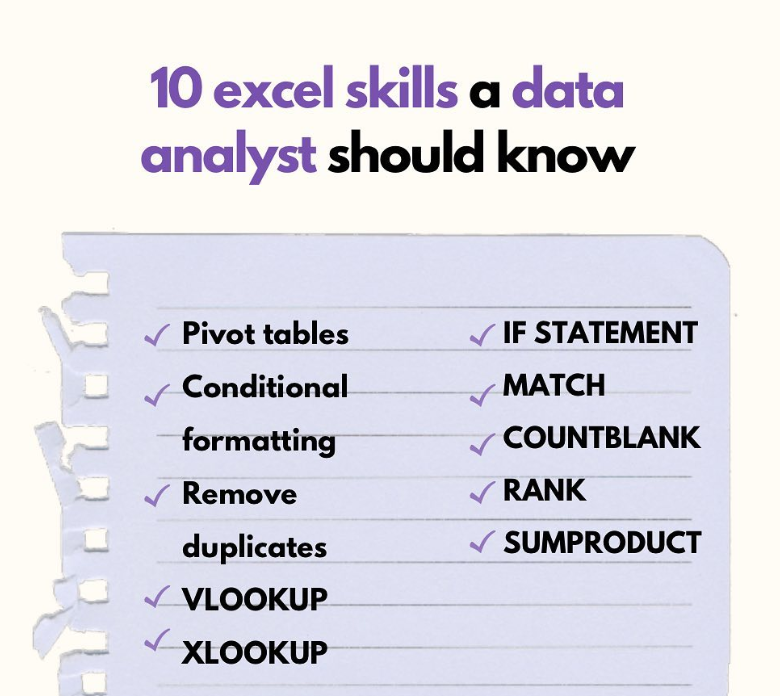 10 excel skills a data
analyst should know
Pivot tables
Conditional
formatting
Remove
duplicates
VLOOKUP
XLOOKUP
IF STATEMENT
MATCH
COUNTBLANK
RANK
SUMPRODUCT